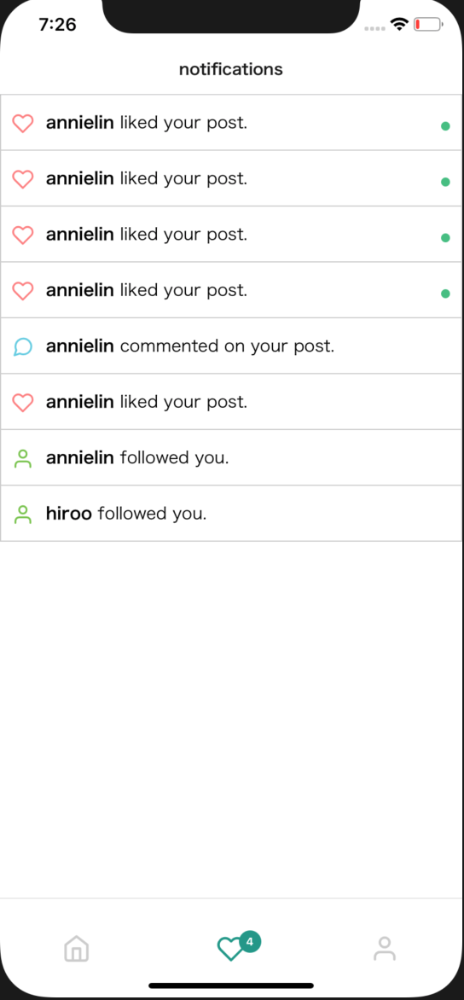 7:26
notifications
annielin liked your post.
annielin liked your post.
annielin liked your post.
annielin liked your post.
annielin commented on your post.
annielin liked your post.
annielin followed you.
hiroo followed you.
4